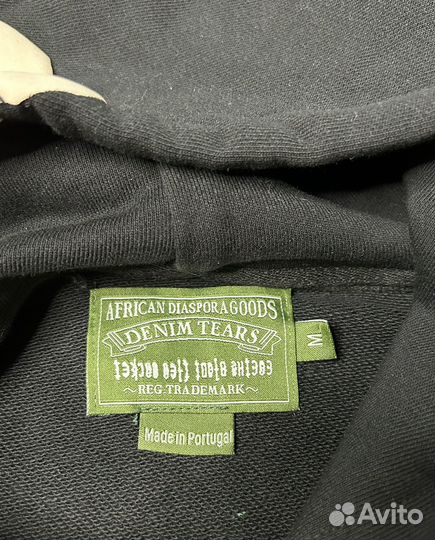 AFRICAN DIASPORA GOODS
DENIM TEARS
~REG·TRADEMARK~
M
Made in Portugal
Avito